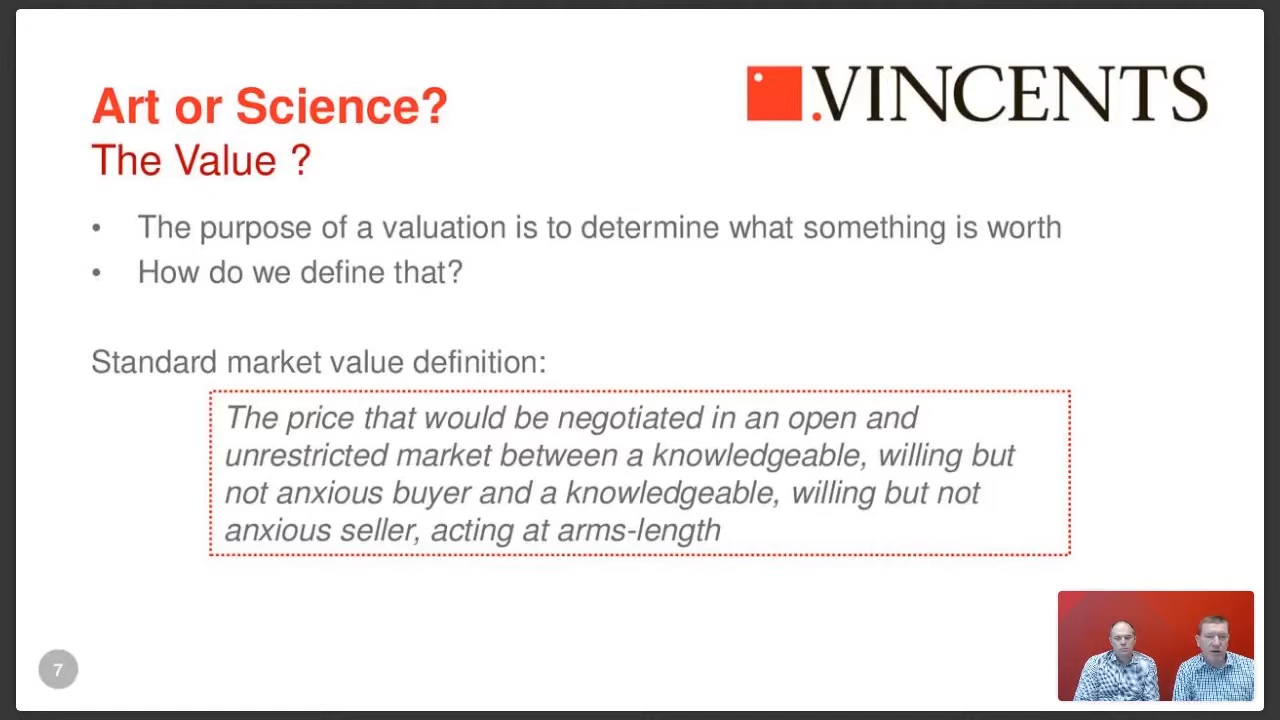 .VINCENTS
Art or Science?
The Value ?
• The purpose of a valuation is to determine what something is worth
• How do we define that?
Standard market value definition:
The price that would be negotiated in an open and
unrestricted market between a knowledgeable, willing but
not anxious buyer and a knowledgeable, willing but not
anxious seller, acting at arms-length
7